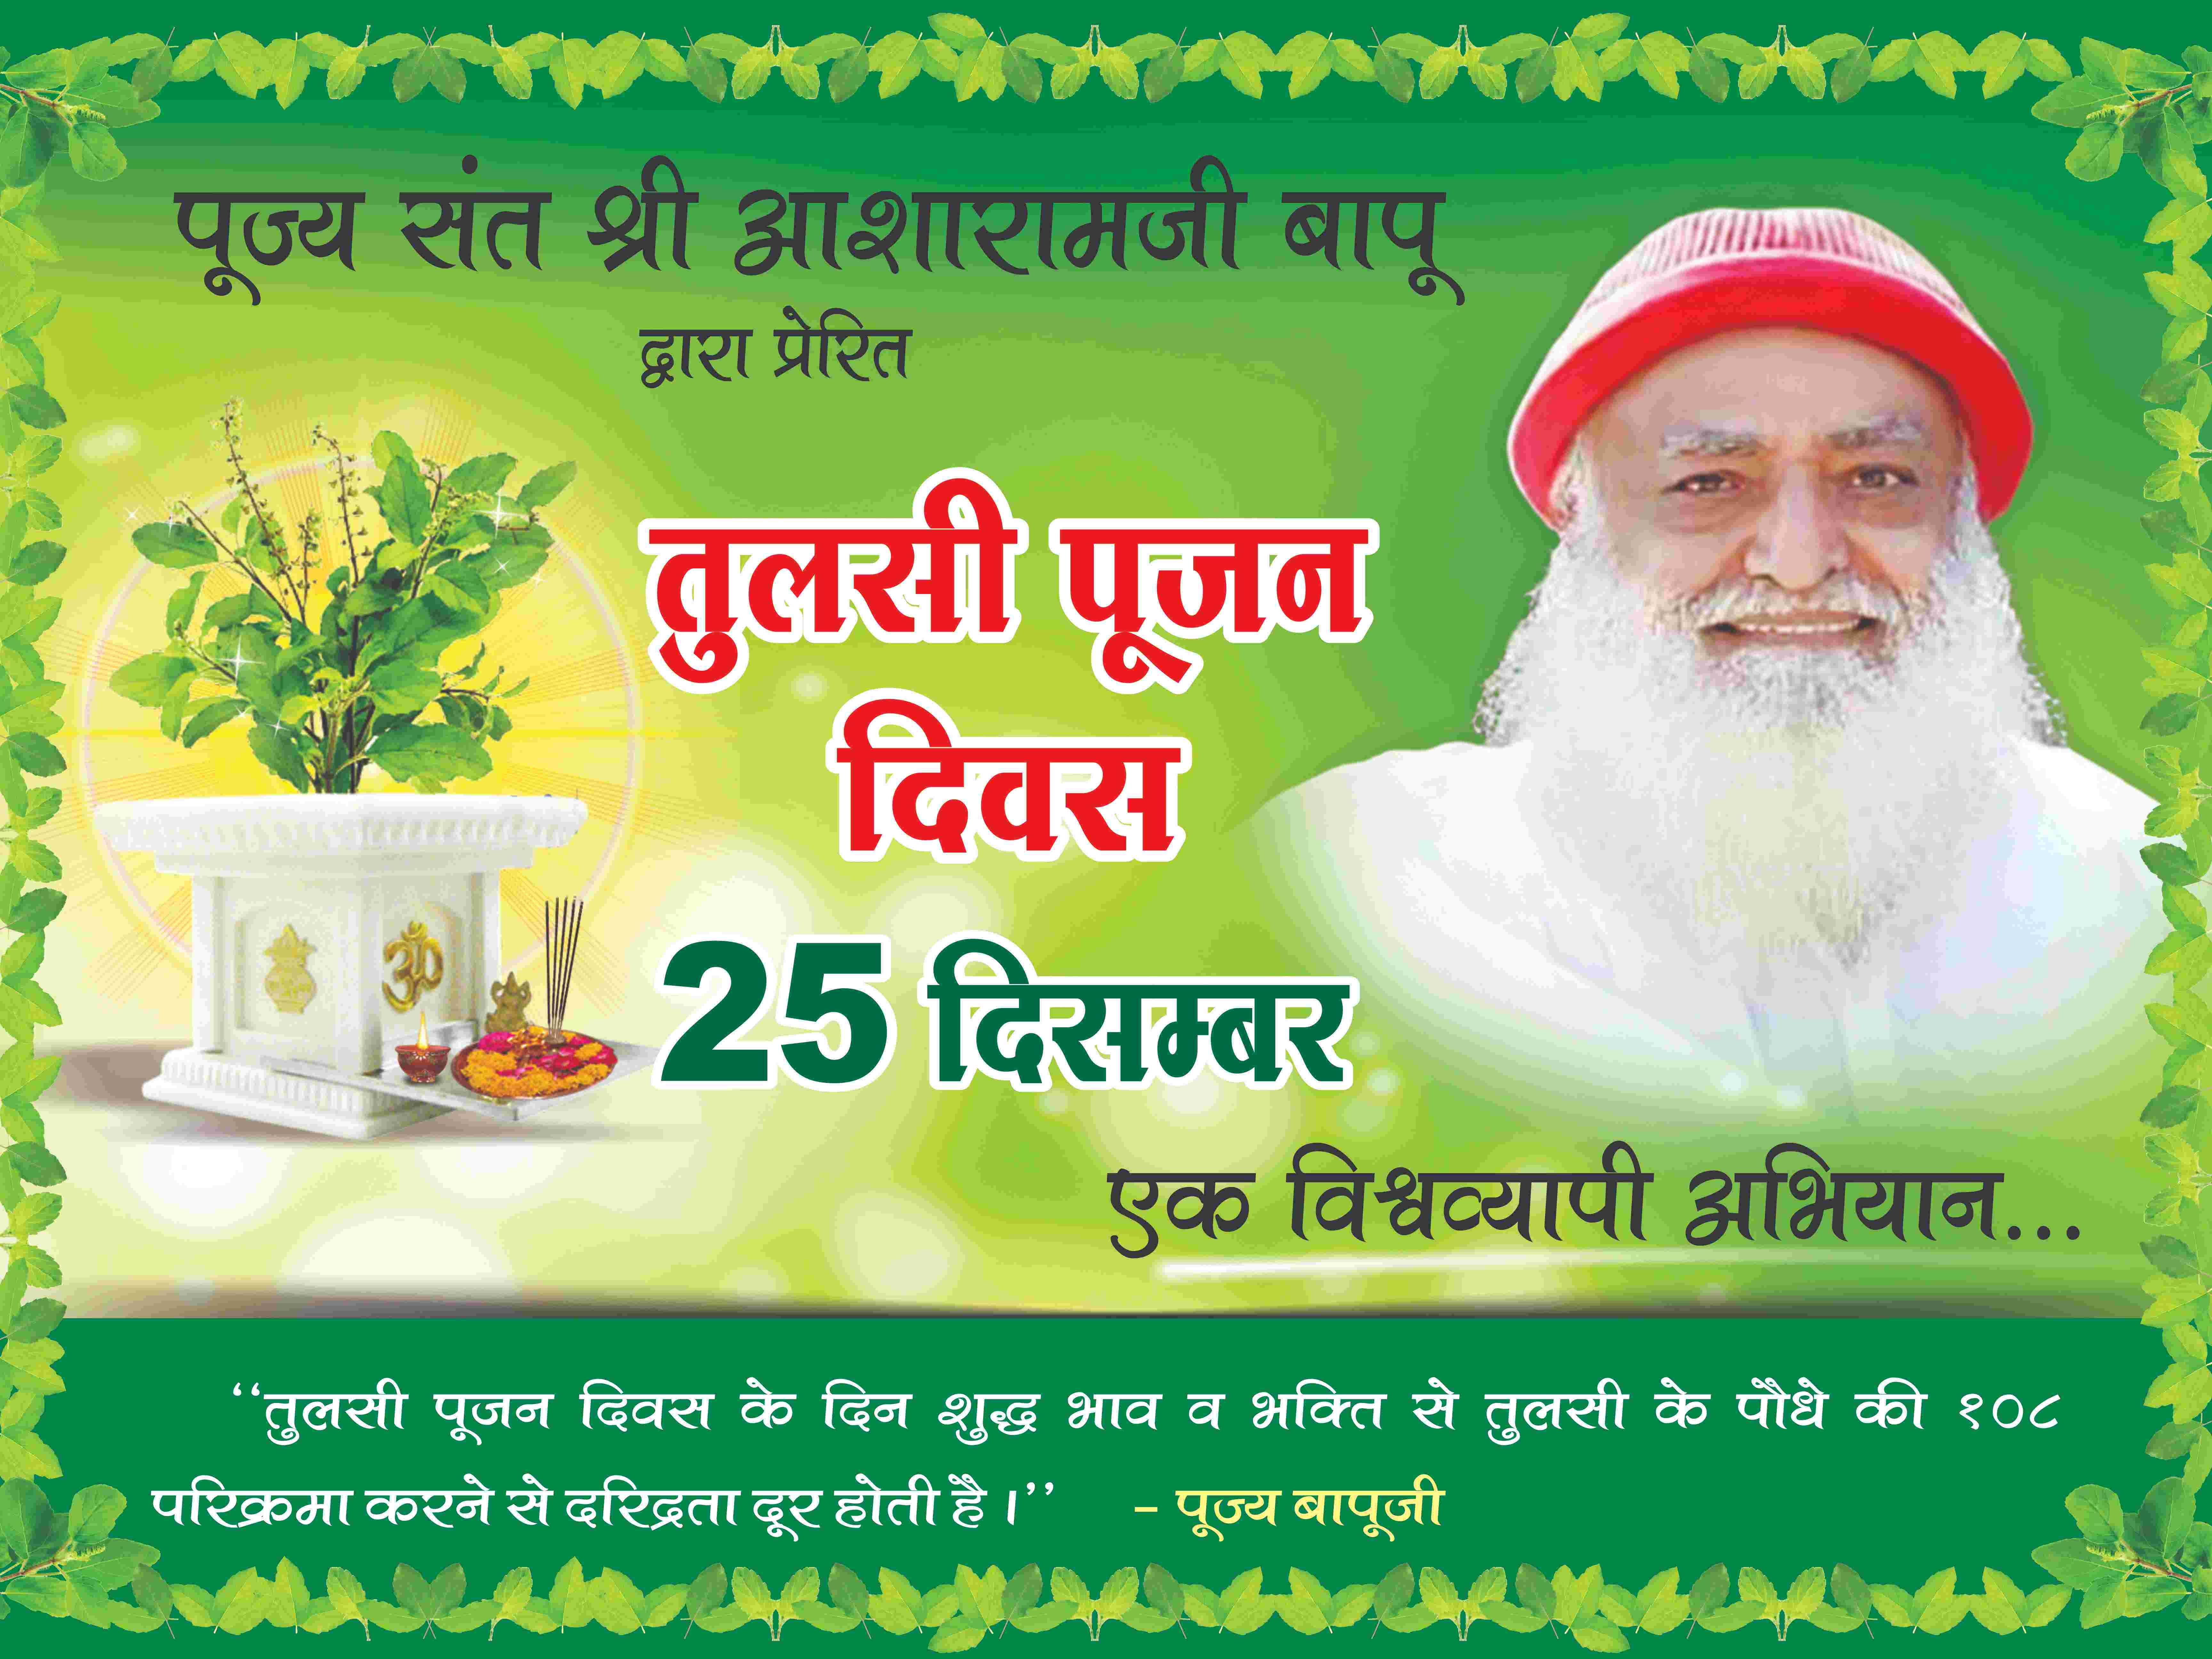 पूज्य संत श्री आशारामजी बापू
द्वारा प्रेरित
तुलसी पूजन
दिवस
25 दिसम्बर
एक विश्वव्यापी अभियान...
“तुलसी पूजन दिवस के दिन शुद्ध भाव व भक्ति से तुलसी के पौधे की १०८
परिक्रमा करने से दरिद्रता दूर होती है ।” - पूज्य बापूजी
ॐ